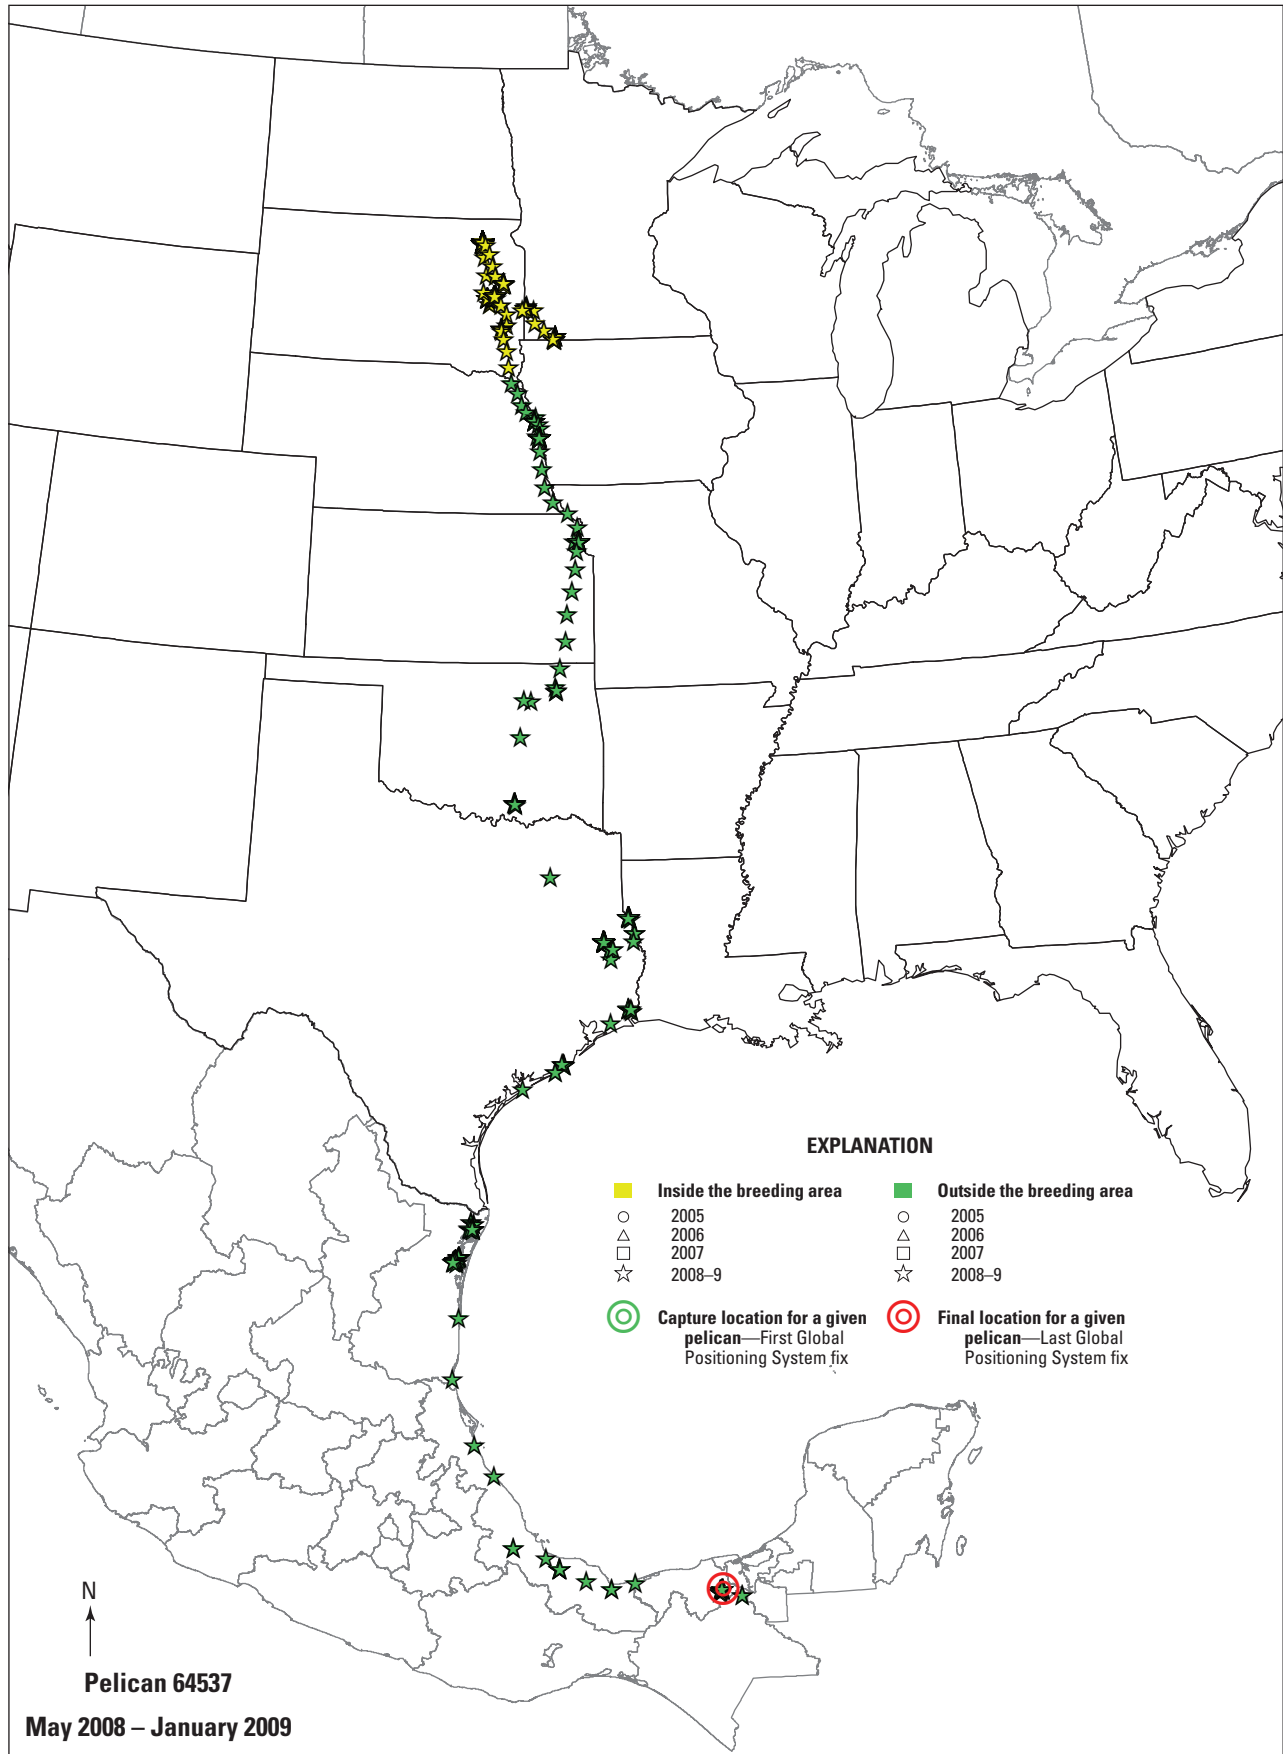 EXPLANATION
Inside the breeding area
2005
2006
2007
2008–9
Capture location for a given
pelican—First Global
Positioning System fix
Outside the breeding area
2005
2006
2007
2008–9
Final location for a given
pelican—Last Global
Positioning System fix
N
Pelican 64537
May 2008 – January 2009